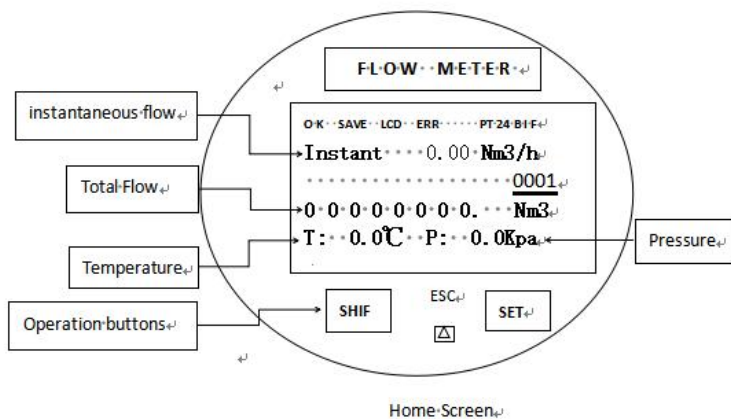 FLOW METER
instantaneous flow
OK SAVE LCD ERR PT 24 B I F
Instant 0.00 Nm3/h
0001
Total Flow
0 0 0 0 0 0 0 0. Nm3
T: 0.0℃ P: 0.0Kpa
Pressure
Temperature
Operation buttons
SHIF
ESC
SET
Home Screen